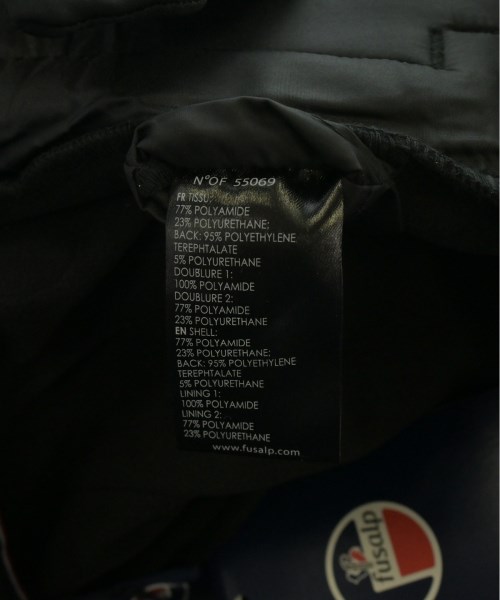 N°OF 55069
FR TISSU:
77% POLYAMIDE
23% POLYURETHANE;
BACK: 95% POLYETHYLENE
TEREPHTALATE
5% POLYURETHANE
DOUBLURE 1:
100% POLYAMIDE
DOUBLURE 2:
77% POLYAMIDE
23% POLYURETHANE
EN SHELL:
77% POLYAMIDE
23% POLYURETHANE;
BACK: 95% POLYETHYLENE
TEREPHTALATE
5% POLYURETHANE
LINING 1:
100% POLYAMIDE
LINING 2:
77% POLYAMIDE
23% POLYURETHANE
www.fusalp.com
fusalp